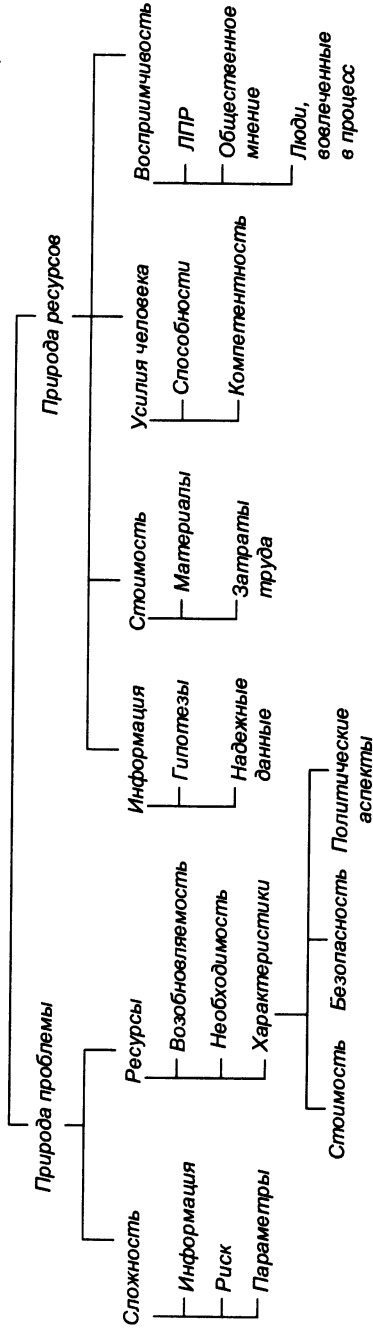 Природа проблемы
Природа ресурсов
Сложность
Информация
Риск
Параметры
Ресурсы
Возобновляемость
Необходимость
Характеристики
Стоимость
Безопасность
Политические
аспекты
Информация
Гипотезы
Надежные
данные
Стоимость
Материалы
Затраты
труда
Усилия человека
Способности
Компетентность
Восприимчивость
ЛПР
Общественное
мнение
Люди,
вовлеченные
в процесс